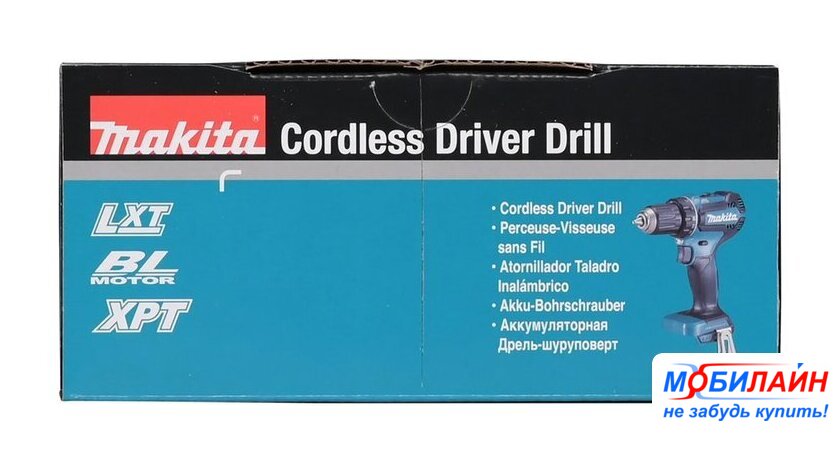 Makita® Cordless Driver Drill
LXT
BL
MOTOR
XPT
• Cordless Driver Drill
• Perceuse-Visseuse
sans Fil
• Atornillador Taladro
Inalámbrico
• Akku-Bohrschrauber
• Аккумуляторная
Дрель-шуруповерт
makita
МОБИЛАЙН
не забудь купить!